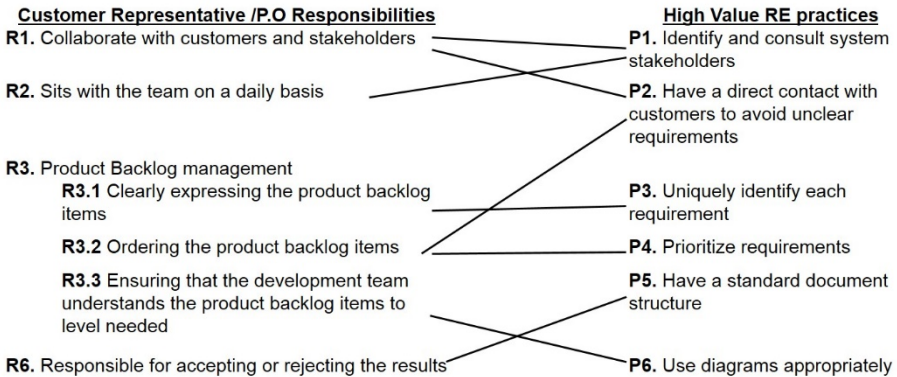 Customer Representative /P.O Responsibilities
R1. Collaborate with customers and stakeholders
R2. Sits with the team on a daily basis
R3. Product Backlog management
R3.1 Clearly expressing the product backlog
items
R3.2 Ordering the product backlog items
R3.3 Ensuring that the development team
understands the product backlog items to
level needed
R6. Responsible for accepting or rejecting the results
High Value RE practices
P1. Identify and consult system
stakeholders
P2. Have a direct contact with
customers to avoid unclear
requirements
P3. Uniquely identify each
requirement
P4. Prioritize requirements
P5. Have a standard document
structure
P6. Use diagrams appropriately